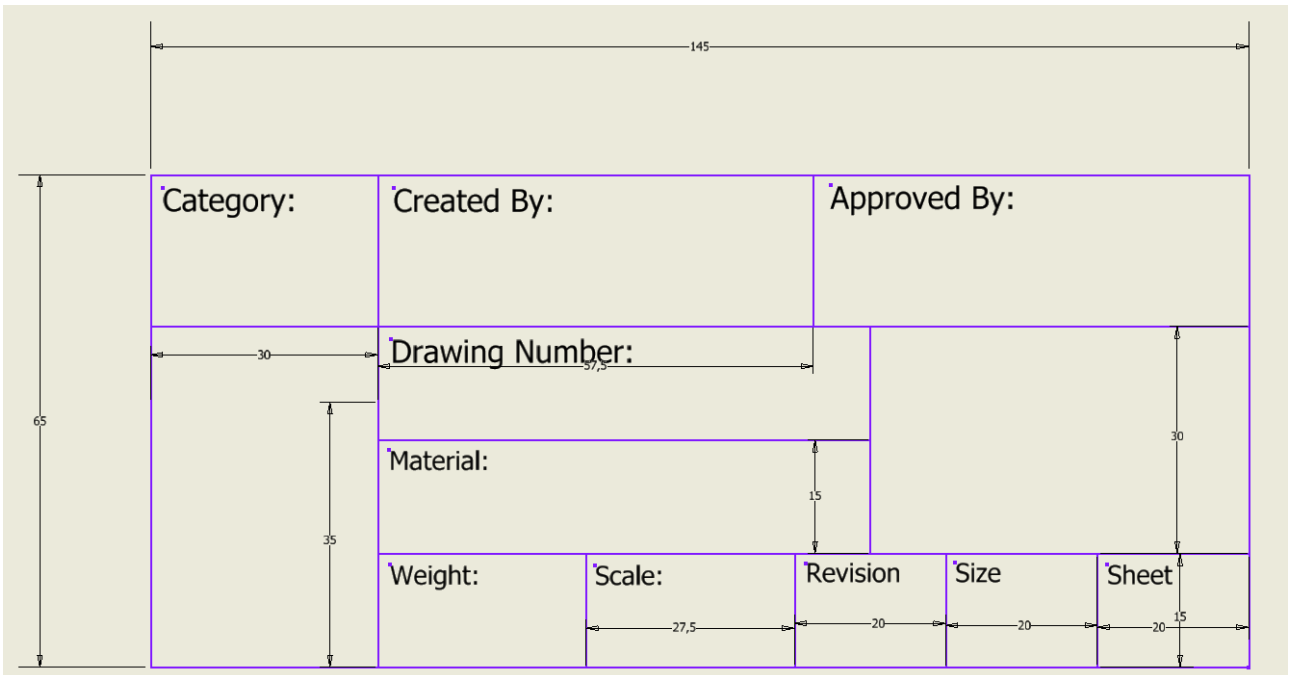 145
Category:
Created By:
Approved By:
30
Drawing Number:
57,5
65
30
Material:
15
35
Weight:
Scale:
Revision
Size
Sheet
27,5
20
20
20
15